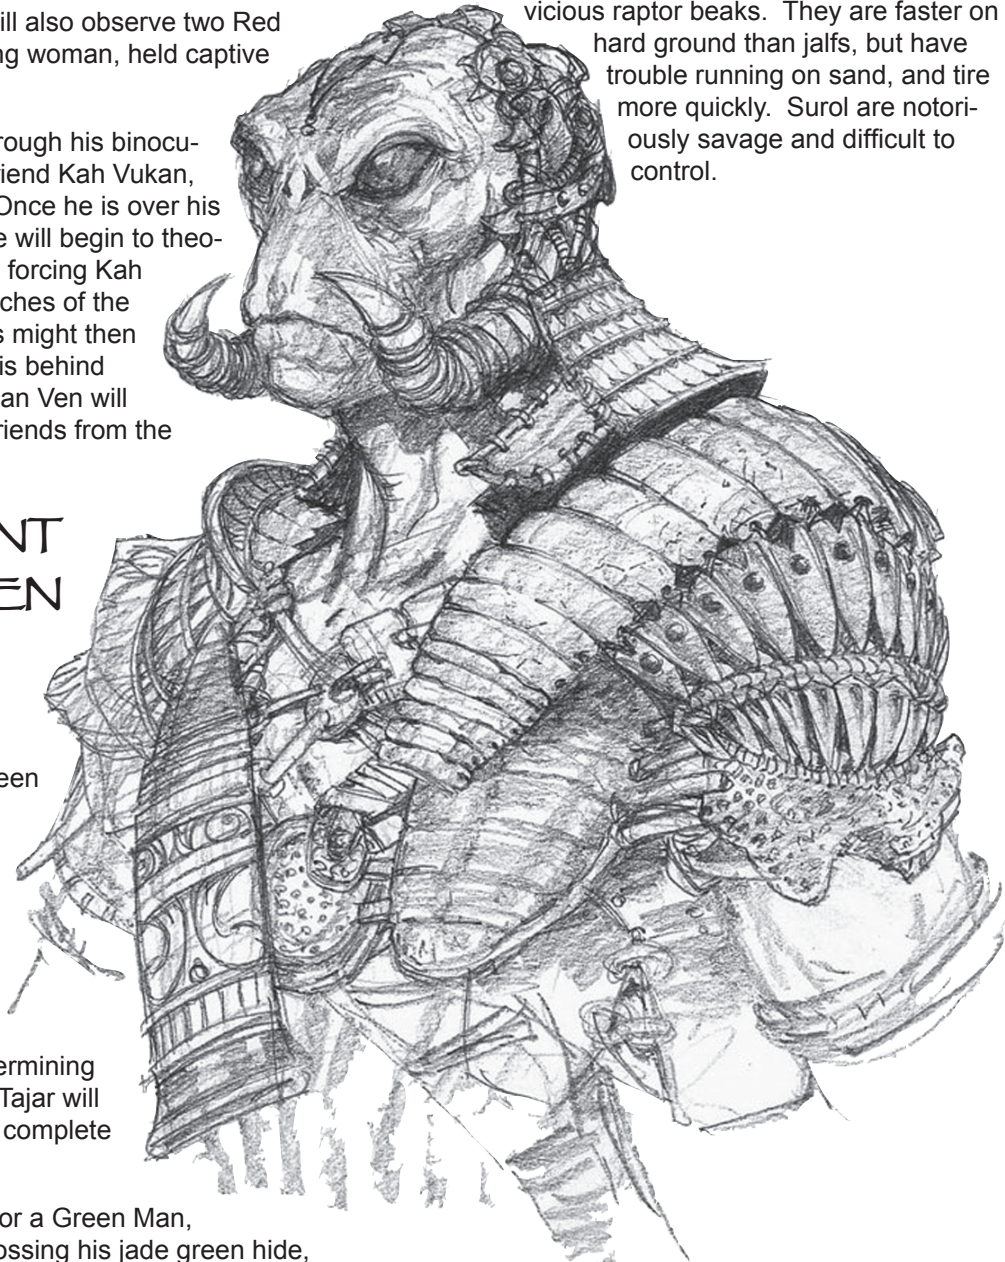 ill also observe two Red
ng woman, held captive
rough his binocu-
riend Kah Vukan,
Once he is over his
e will begin to theo-
forcing Kah
ches of the
s might then
is behind
an Ven will
riends from the
NT
EN
een
ermining
Tajar will
complete
or a Green Man,
ossing his jade green hide,
vicious raptor beaks. They are faster on
hard ground than jalfs, but have
trouble running on sand, and tire
more quickly. Surol are notori-
ously savage and difficult to
control.